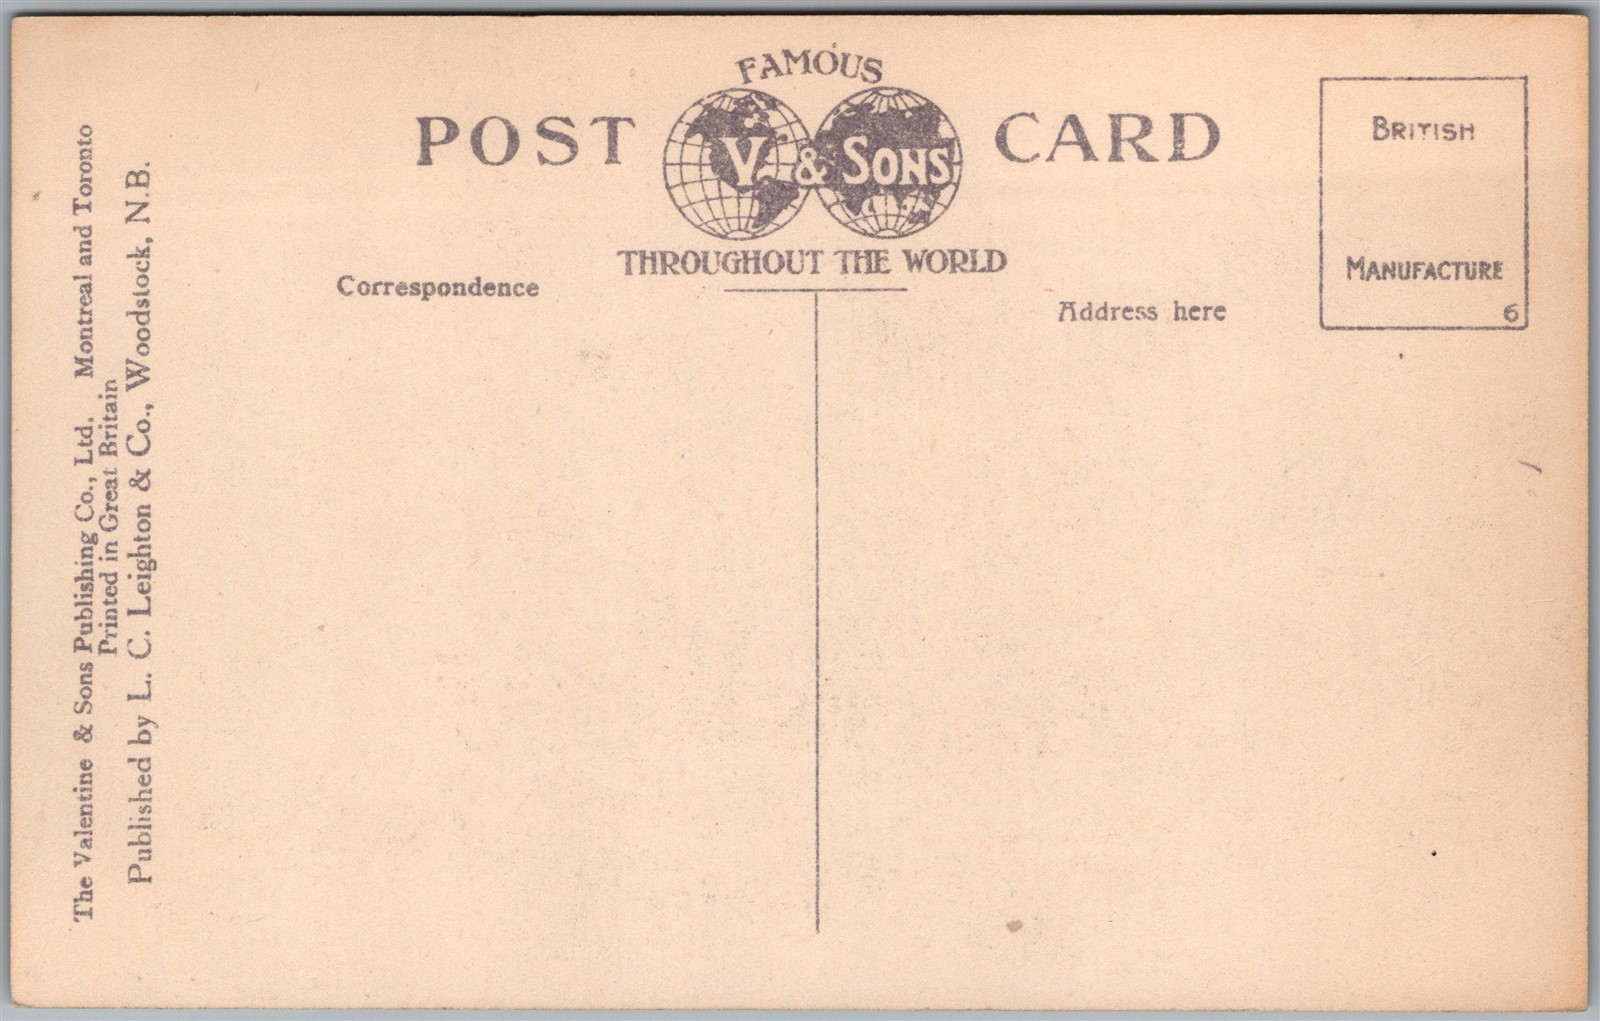 FAMOUS
POST V. & SONS CARD
THROUGHOUT THE WORLD
Correspondence
Address here
BRITISH
MANUFACTURE
6
The Valentine & Sons Publishing Co., Ltd. Montreal and Toronto
Printed in Great Britain
Published by L. C. Leighton & Co., Woodstock, N.B.